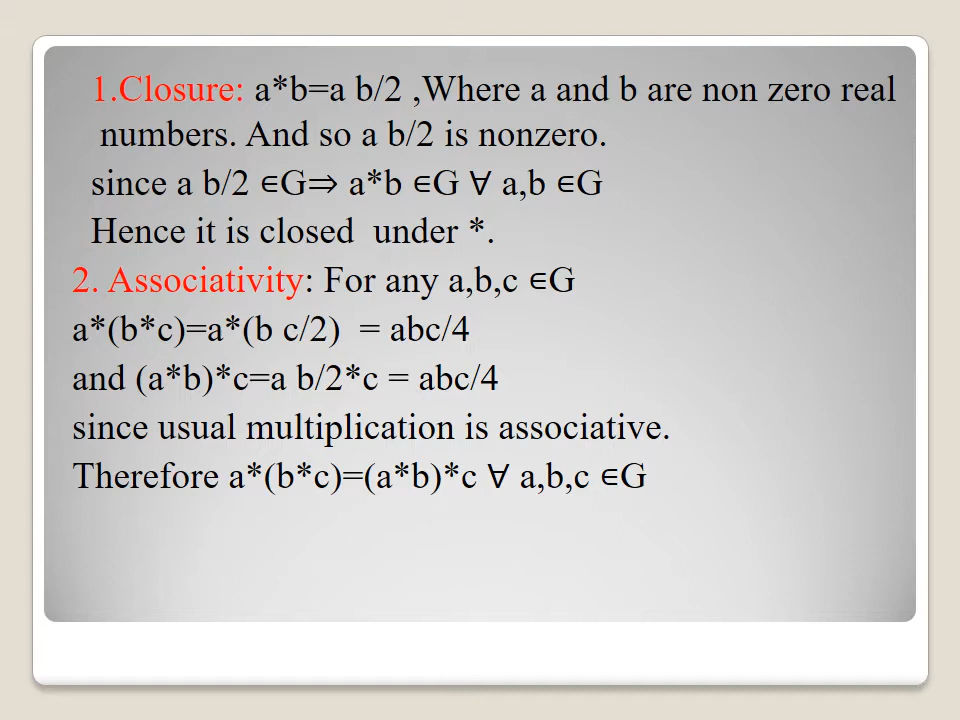 1.Closure: a*b=a b/2 ,Where a and b are non zero real
numbers. And so a b/2 is nonzero.
since a b/2 ∈G⇒ a*b ∈G ∀ a,b ∈G
Hence it is closed  under *.
2. Associativity: For any a,b,c ∈G
a*(b*c)=a*(b c/2)  = abc/4
and (a*b)*c=a b/2*c = abc/4
since usual multiplication is associative.
Therefore a*(b*c)=(a*b)*c ∀ a,b,c ∈G